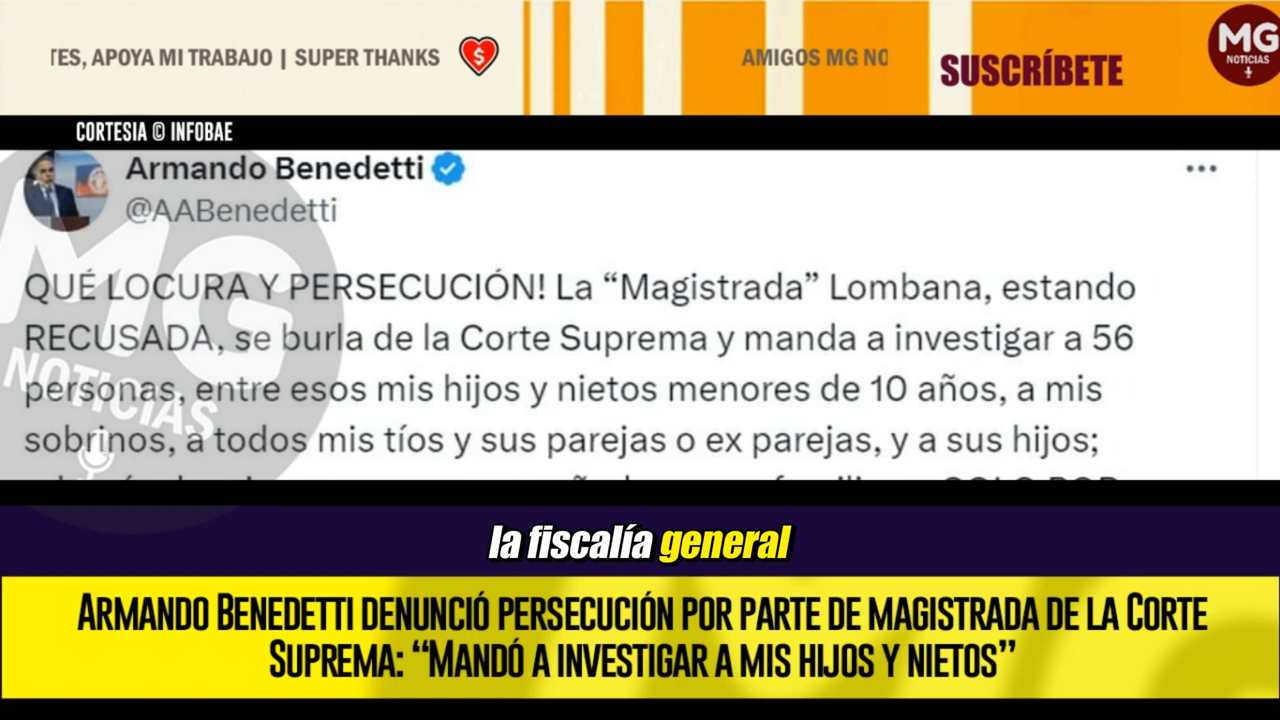 TES, APOYA MI TRABAJO | SUPER THANKS
AMIGOS MG NO
SUSCRÍBETE
MG
NOTICIAS
CORTESIA © INFOBAE
Armando Benedetti
@AABenedetti
QUÉ LOCURA Y PERSECUCIÓN! La “Magistrada” Lombana, estando
RECUSADA, se burla de la Corte Suprema y manda a investigar a 56
personas, entre esos mis hijos y nietos menores de 10 años, a mis
sobrinos, a todos mis tíos y sus parejas o ex parejas, y a sus hijos;
MG
NOTICIAS
la fiscalía general
ARMANDO BENEDETTI DENUNCIÓ PERSECUCIÓN POR PARTE DE MAGISTRADA DE LA CORTE
SUPREMA: “MANDÓ A INVESTIGAR A MIS HIJOS Y NIETOS”